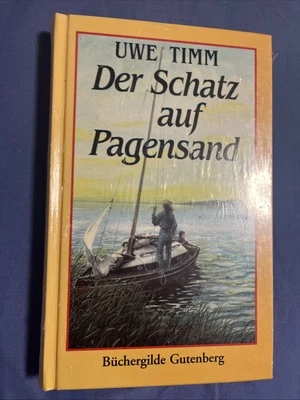 UWE TIMM
Der Schatz
auf
Pagensand
Büchergilde Gutenberg